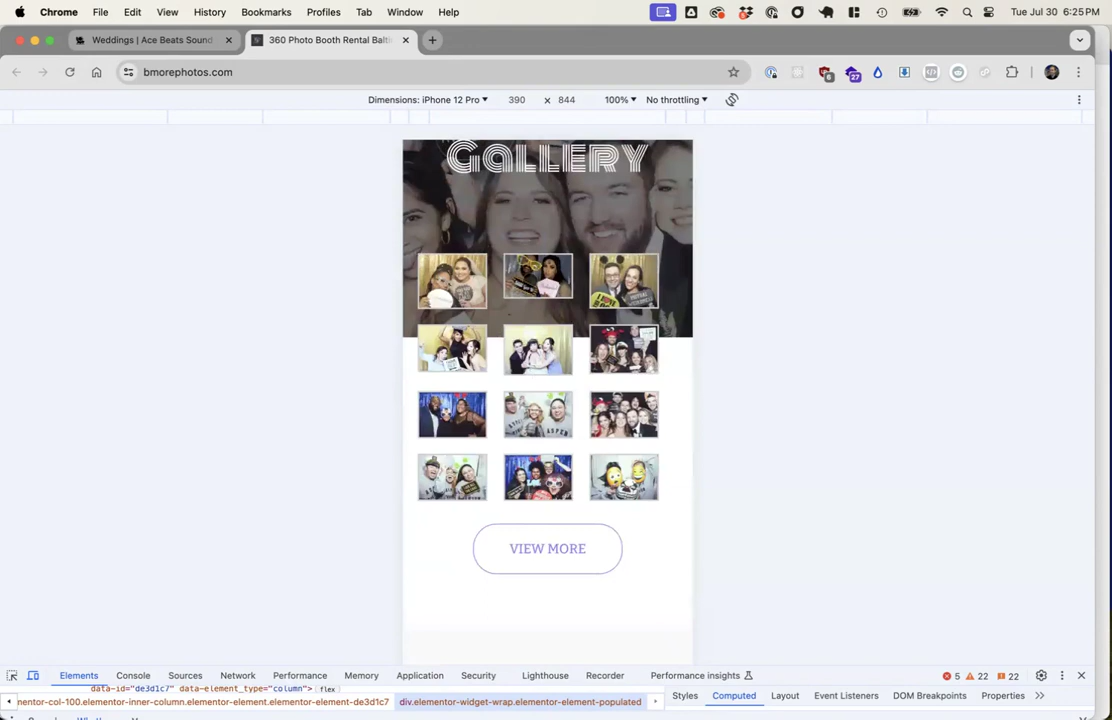 Chrome File Edit View History Bookmarks Profiles Tab Window Help Tue Jul 30 6:25 PM
Weddings | Ace Beats Sound
360 Photo Booth Rental Balti
bmorephotos.com
6
27
Dimensions: iPhone 12 Pro 390 × 844 100% No throttling
Gallery
VIEW MORE
Elements Console Sources Network Performance Memory Application Security Lighthouse Recorder Performance insights 5 22 22
data-id="de3d1c7" data-element_type="column"> flex
mentor-col-100.elementor-inner-column.elementor-element.elementor-element-de3d1c7 div.elementor-widget-wrap.elementor-element-populated
Styles Computed Layout Event Listeners DOM Breakpoints Properties